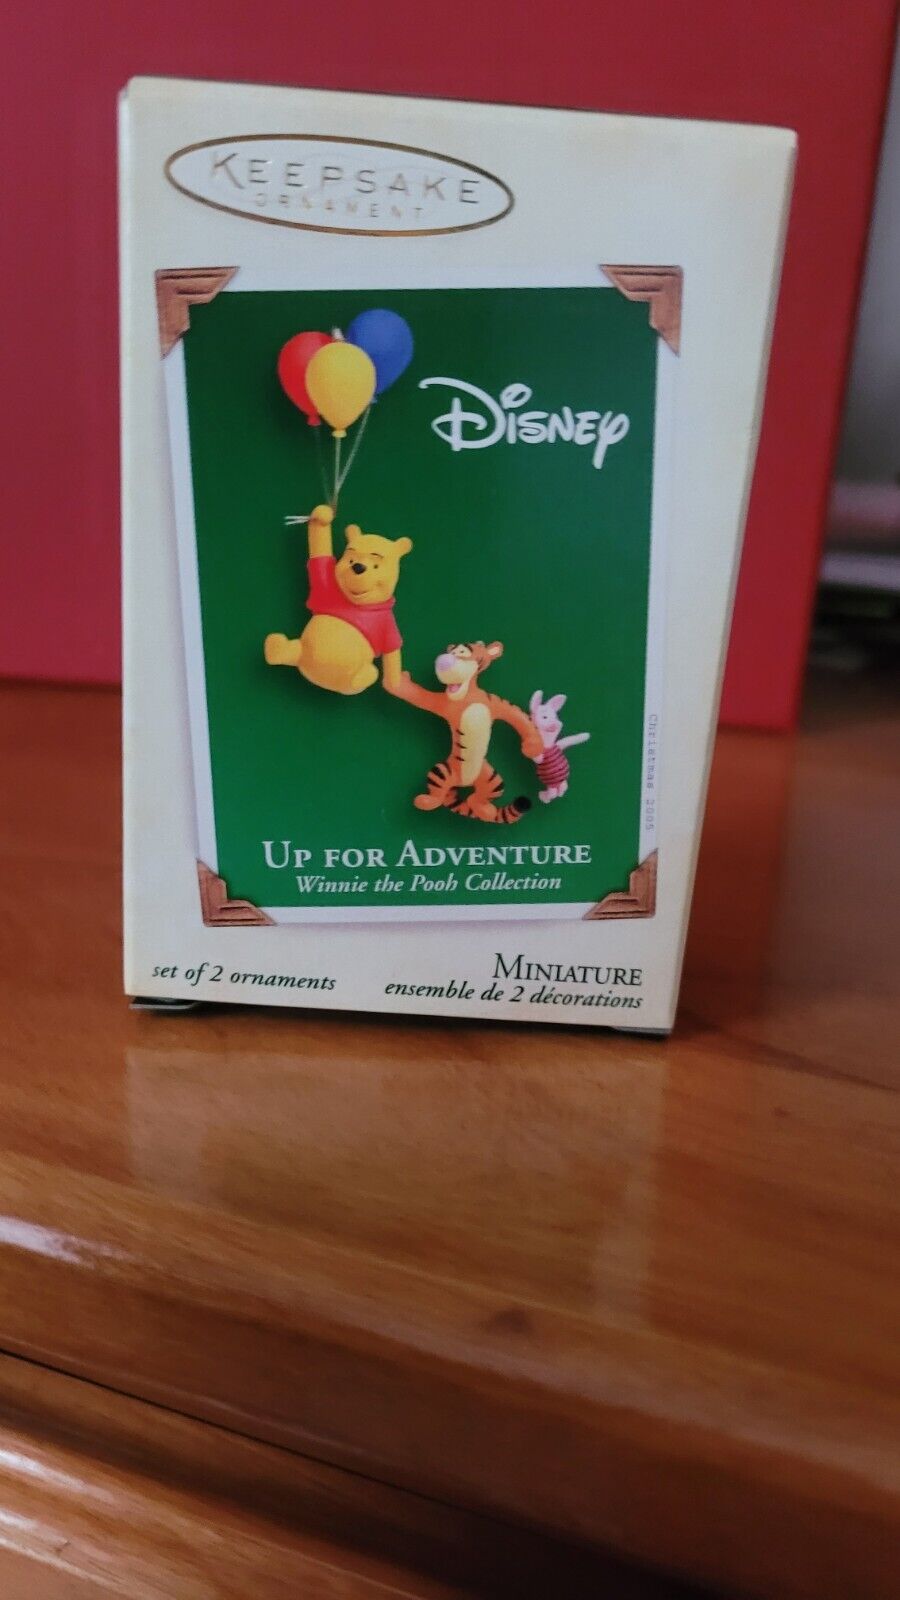 KEEPSAKE
ORNAMENT
Disney
Christmas 2005
UP FOR ADVENTURE
Winnie the Pooh Collection
set of 2 ornaments
MINIATURE
ensemble de 2 décorations